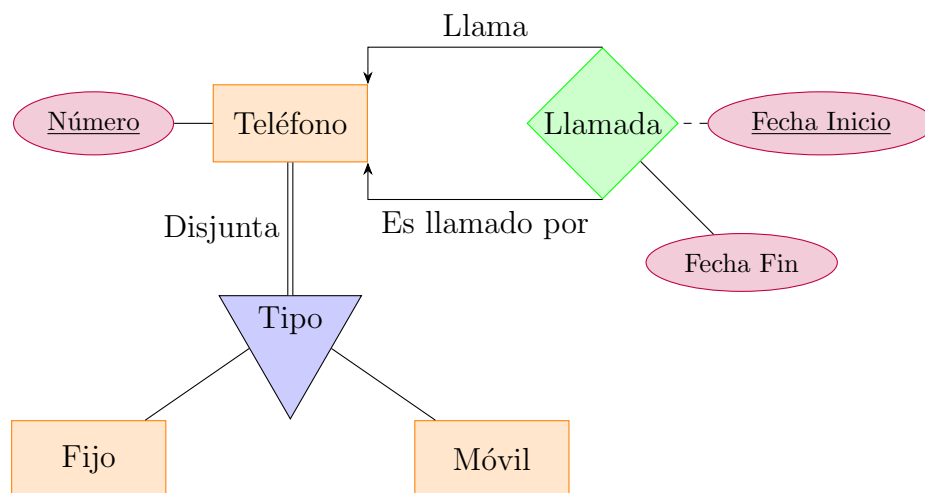 Llama
Número
Teléfono
Llamada
Fecha Inicio
Disjunta
Es llamado por
Fecha Fin
Tipo
Fijo
Móvil